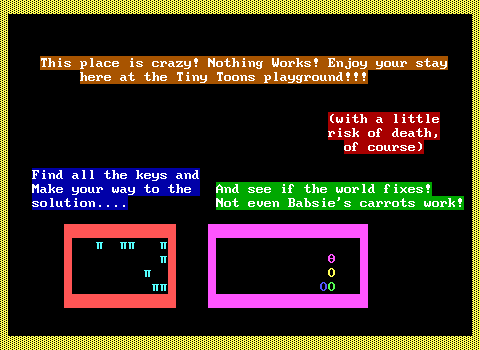 This place is crazy! Nothing Works! Enjoy your stay
here at the Tiny Toons playground!!!
(with a little
risk of death,
of course)
Find all the keys and
Make your way to the
solution....
And see if the world fixes!
Not even Babsie's carrots work!